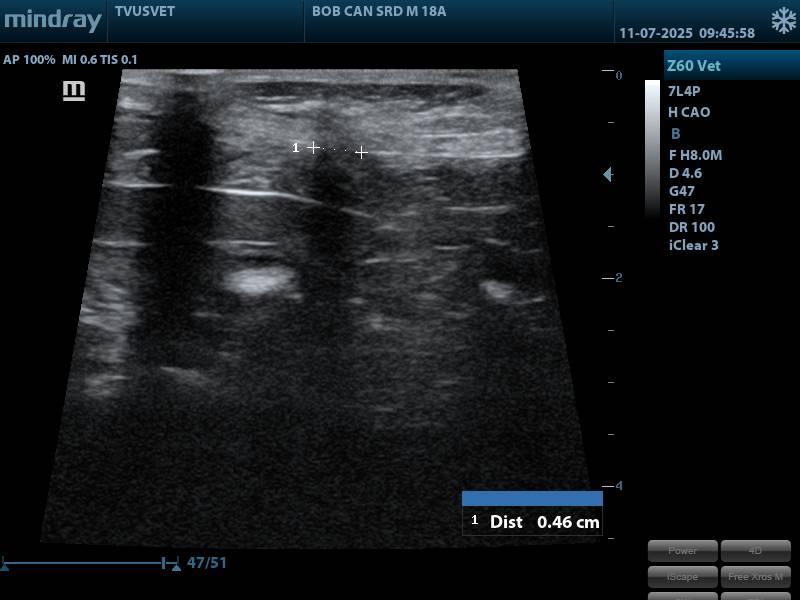 mindray TVUSVET BOB CAN SRD M 18A
11-07-2025 09:45:58
AP 100% MI 0.6 TIS 0.1
m
Z60 Vet
7L4P
H CAO
B
F H8.0M
D 4.6
G47
FR 17
DR 100
iClear 3
0
1
2
4
1 Dist 0.46 cm
47/51
Power 4D
iScape Free Xros M